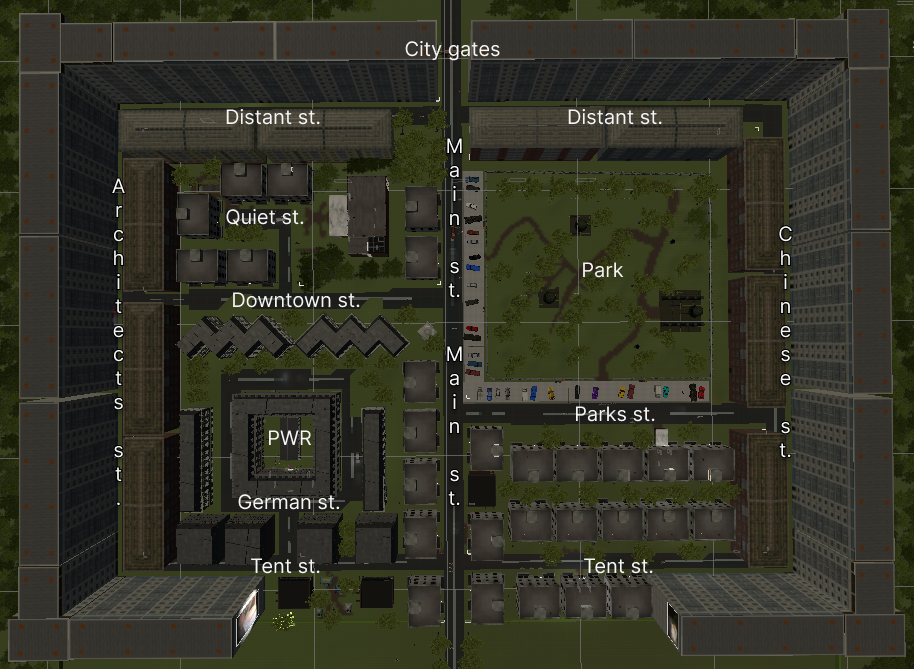 City gates
Distant st.
Distant st.
Main st.
Architects st.
Quiet st.
Chinese st.
Park
Downtown st.
Main st.
Parks st.
PWR
German st.
Tent st.
Tent st.